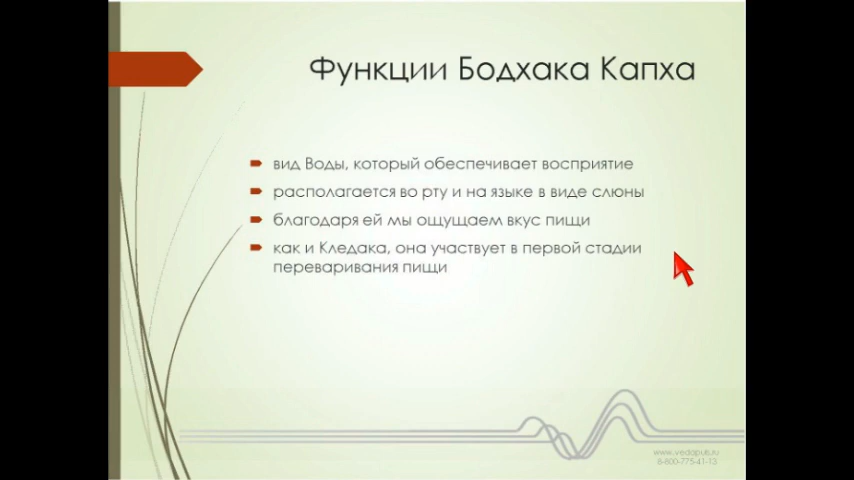 Функции Бодхака Капха
вид Воды, который обеспечивает восприятие
располагается во рту и на языке в виде слюны
благодаря ей мы ощущаем вкус пищи
как и Кледака, она участвует в первой стадии
переваривания пищи
www.vedapuls.ru
8-800-775-41-13